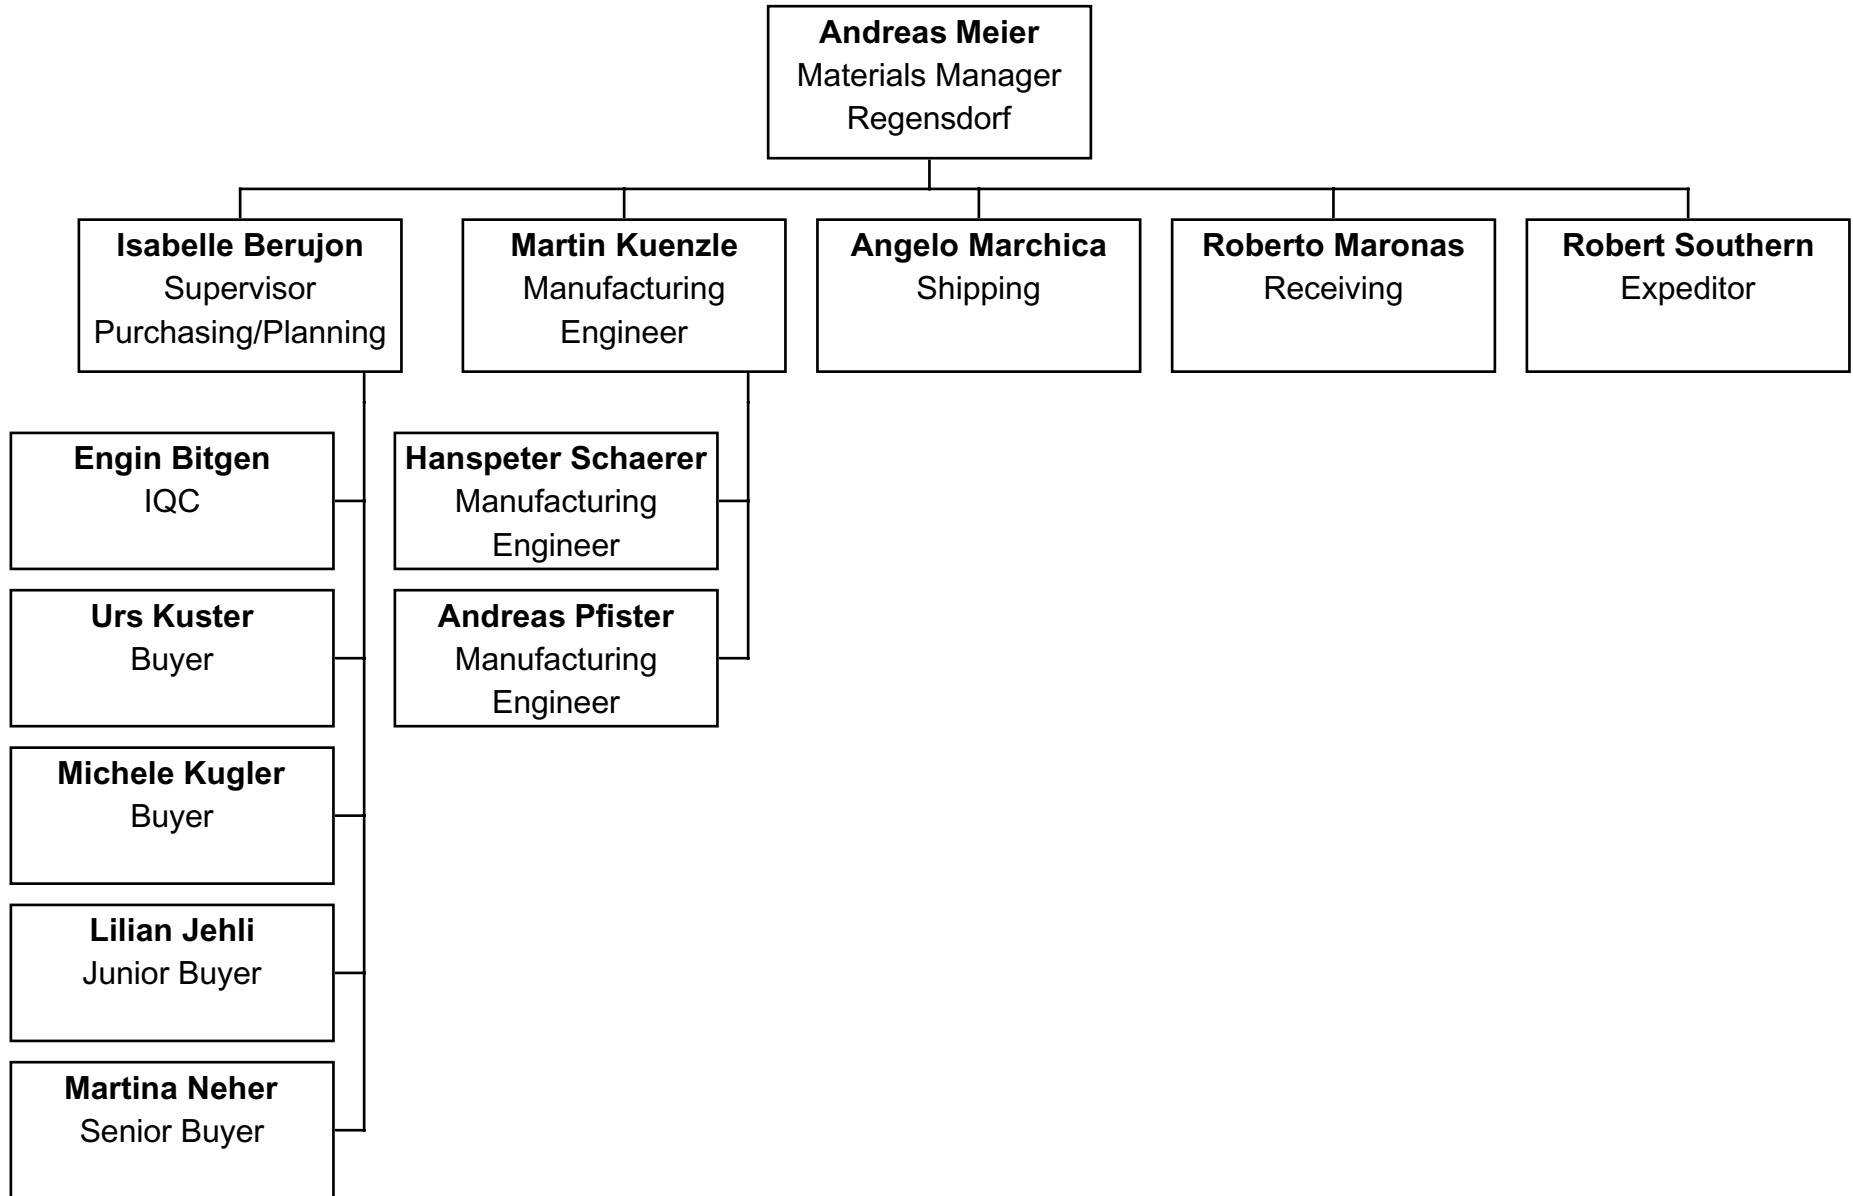 Andreas Meier
Materials Manager
Regensdorf
Isabelle Berujon
Supervisor
Purchasing/Planning
Martin Kuenzle
Manufacturing
Engineer
Angelo Marchica
Shipping
Roberto Maronas
Receiving
Robert Southern
Expeditor
Engin Bitgen
IQC
Urs Kuster
Buyer
Michele Kugler
Buyer
Lilian Jehli
Junior Buyer
Martina Neher
Senior Buyer
Hanspeter Schaerer
Manufacturing
Engineer
Andreas Pfister
Manufacturing
Engineer